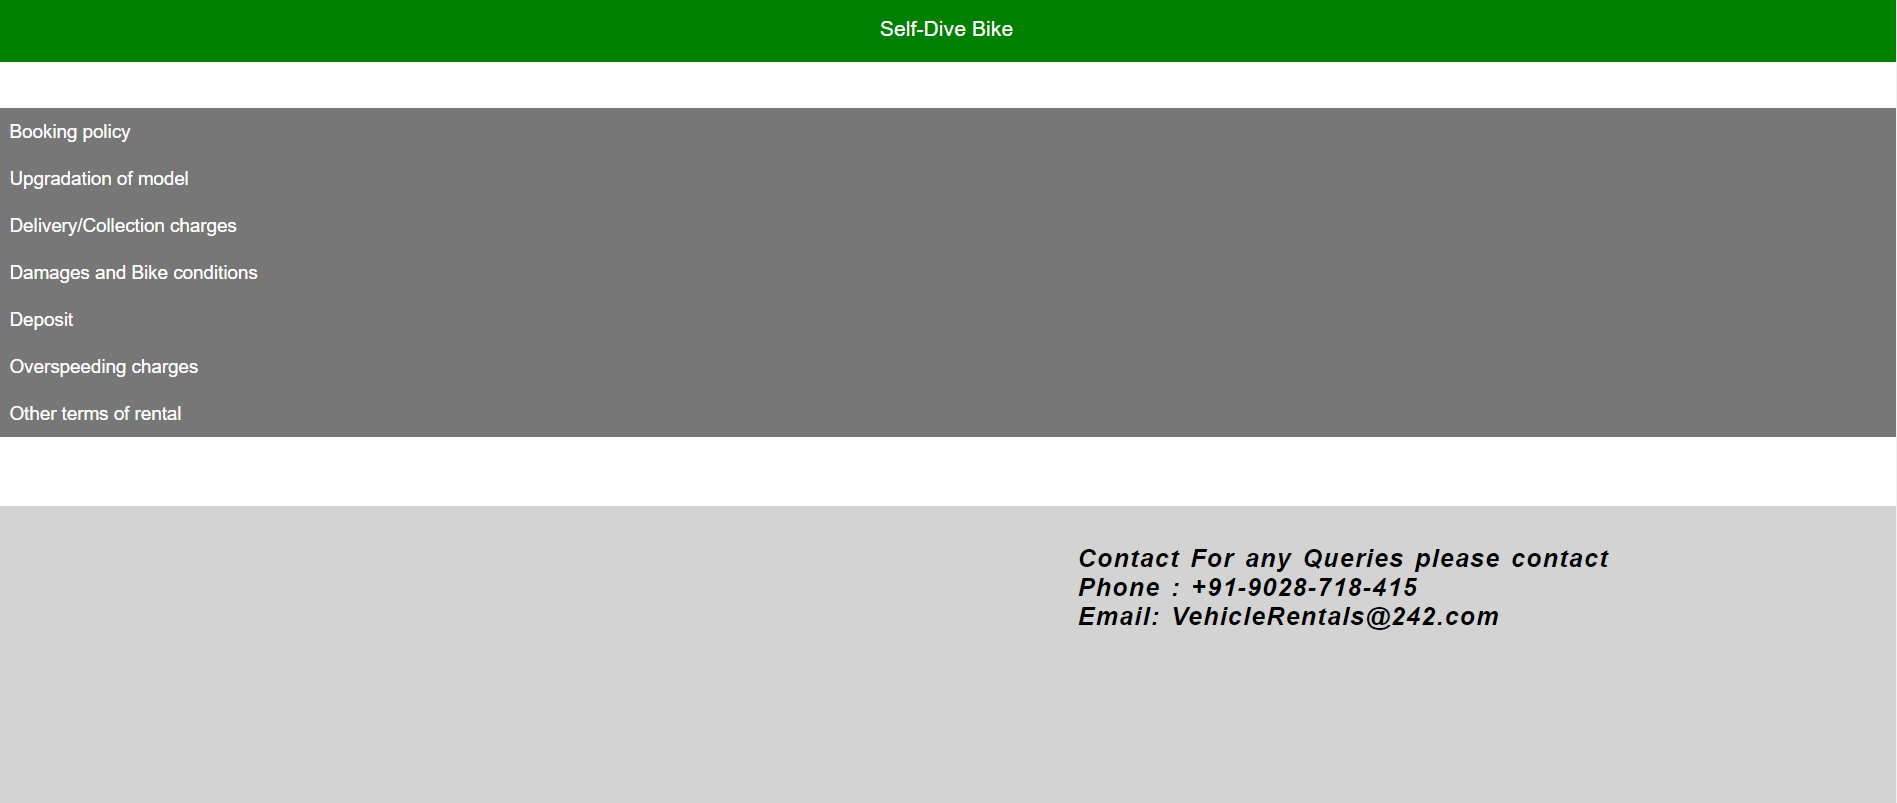 Self-Dive Bike
Booking policy
Upgradation of model
Delivery/Collection charges
Damages and Bike conditions
Deposit
Overspeeding charges
Other terms of rental
Contact For any Queries please contact
Phone : +91-9028-718-415
Email: VehicleRentals@242.com